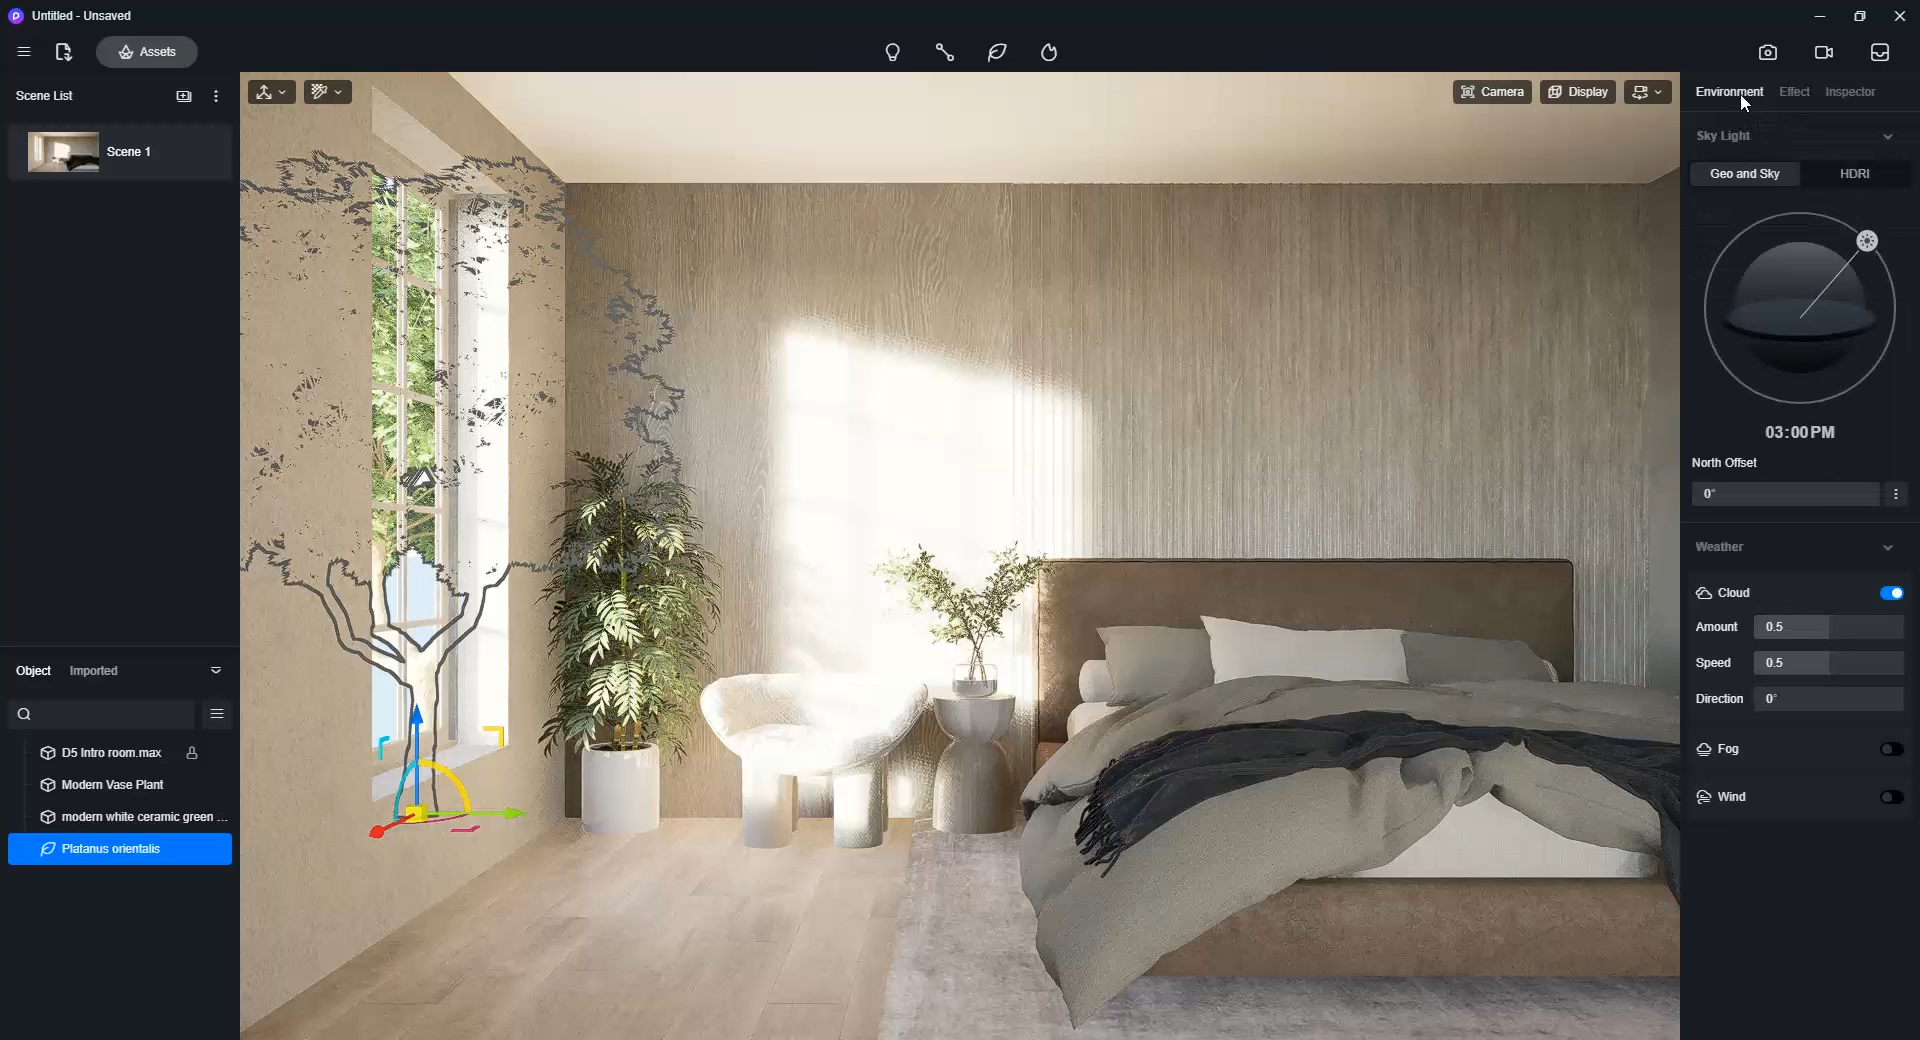 Untitled - Unsaved
Assets
Scene List
Scene 1
Camera
Display
Environment
Effect
Inspector
Sky Light
Geo and Sky
HDRI
03:00PM
North Offset
0°
Weather
Cloud
Amount
0.5
Speed
0.5
Direction
0°
Fog
Wind
Object
Imported
D5 Intro room.max
Modern Vase Plant
modern white ceramic green ...
Platanus orientalis